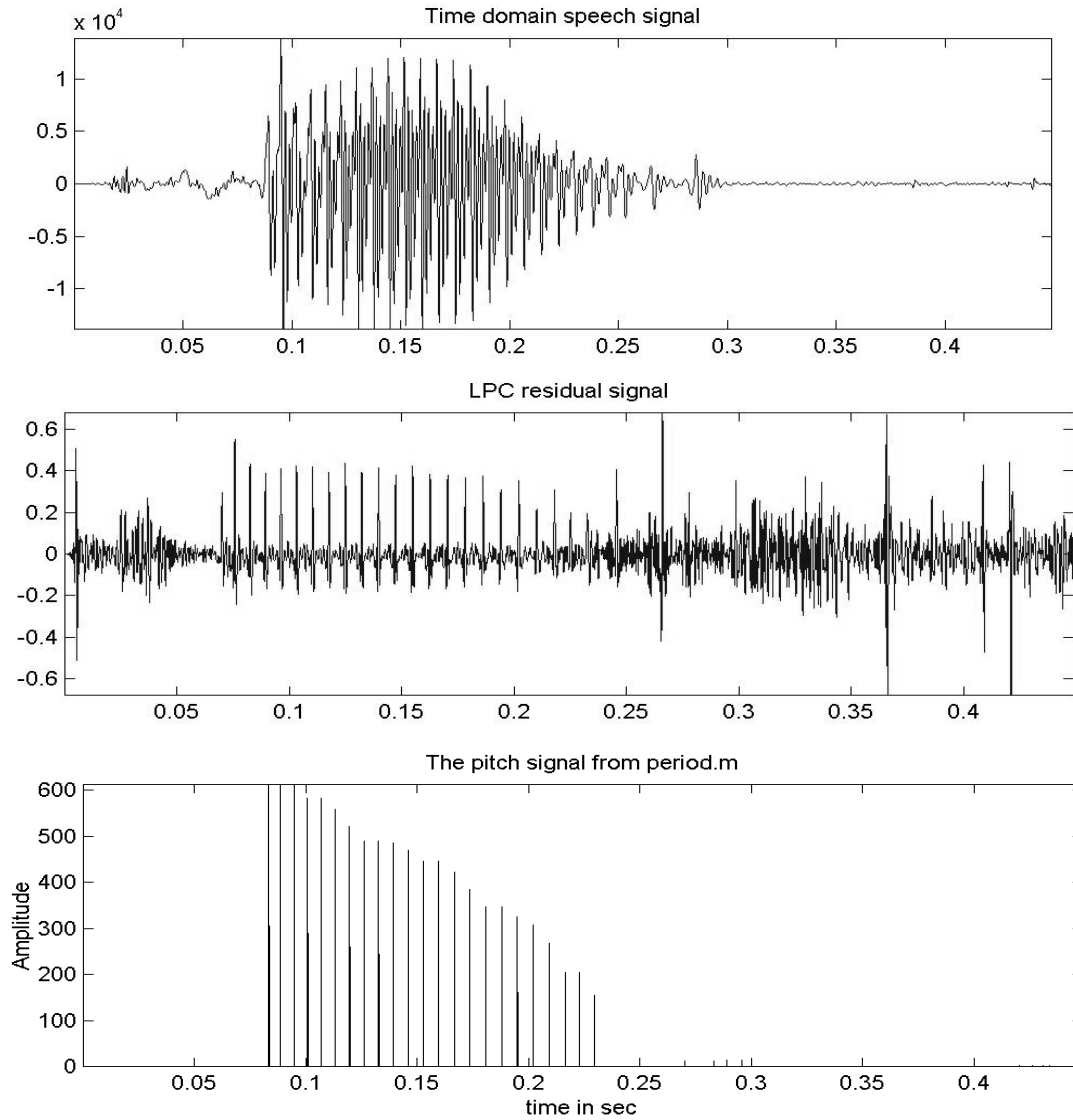 Time domain speech signal
x 10^4
1
0.5
0
-0.5
-1
0.05 0.1 0.15 0.2 0.25 0.3 0.35 0.4
LPC residual signal
0.6
0.4
0.2
0
-0.2
-0.4
-0.6
0.05 0.1 0.15 0.2 0.25 0.3 0.35 0.4
The pitch signal from period.m
600
500
400
300
200
100
0
Amplitude
0.05 0.1 0.15 0.2 0.25 0.3 0.35 0.4
time in sec